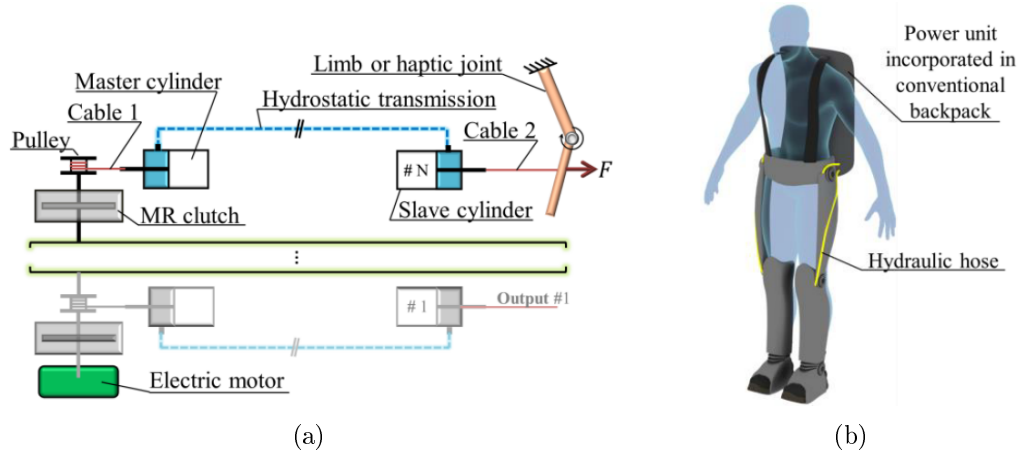 Limb or haptic joint
Master cylinder
Hydrostatic transmission
Cable 1
Cable 2
Pulley
# N
F
Slave cylinder
MR clutch
...
# 1
Output #1
Electric motor
(a)
Power unit
incorporated in
conventional
backpack
Hydraulic hose
(b)